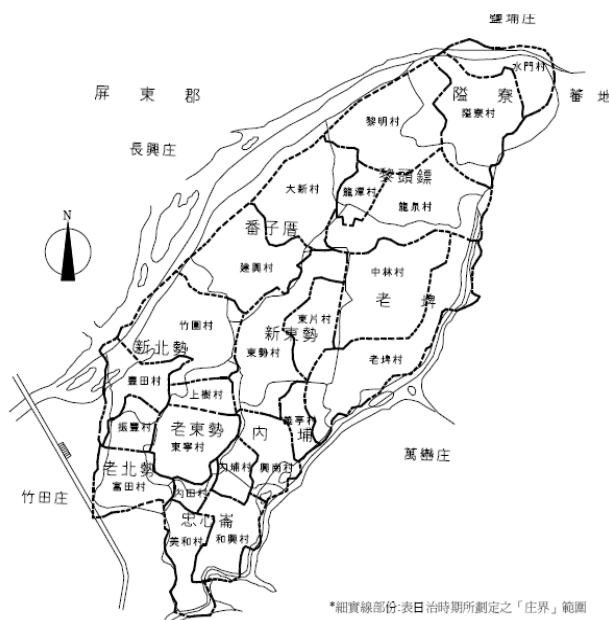 鹽埔庄
水門村
屏東郡
隘寮
蕃地
隘寮村
黎明村
長興庄
黎頭鏢
大新村
龍潭村
龍泉村
番子厝
N
建興村
中林村
老埤
東片村
竹圍村
新東勢
新北勢
東勢村
老埤村
豐田村
上樹村
振豐村
老東勢
內埔
東寧村
萬巒庄
老北勢
內埔村
興南村
富田村
內田村
竹田庄
忠心崙
美和村
和興村
*細實線部份:表日治時期所劃定之「庄界」範圍